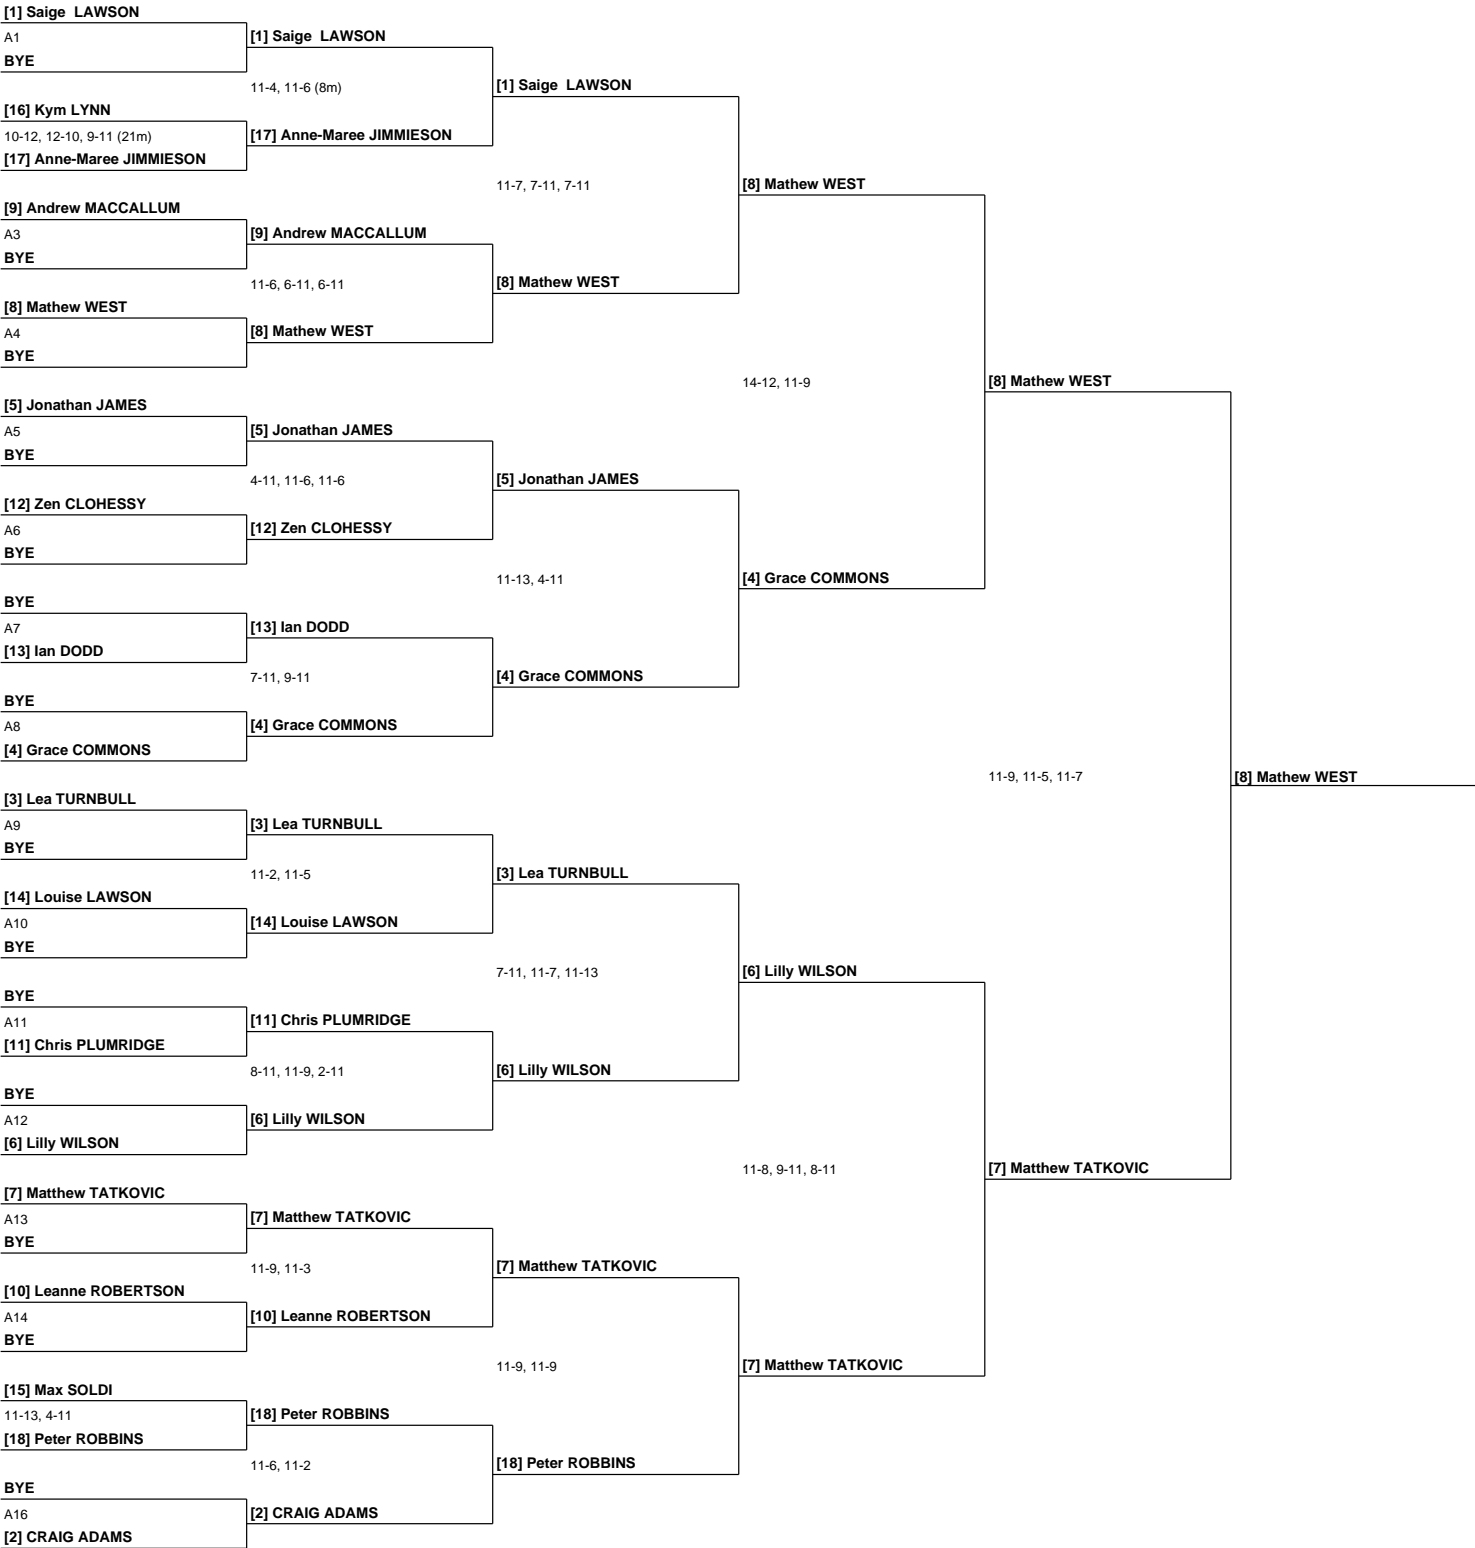 [1] Saige  LAWSON
A1
BYE
[1] Saige  LAWSON
11-4, 11-6 (8m)
[1] Saige  LAWSON
[16] Kym LYNN
10-12, 12-10, 9-11 (21m)
[17] Anne-Maree JIMMIESON
[17] Anne-Maree JIMMIESON
11-7, 7-11, 7-11
[8] Mathew WEST
[9] Andrew MACCALLUM
A3
BYE
[9] Andrew MACCALLUM
11-6, 6-11, 6-11
[8] Mathew WEST
[8] Mathew WEST
A4
BYE
[8] Mathew WEST
14-12, 11-9
[8] Mathew WEST
[5] Jonathan JAMES
A5
BYE
[5] Jonathan JAMES
4-11, 11-6, 11-6
[5] Jonathan JAMES
[12] Zen CLOHESSY
A6
BYE
[12] Zen CLOHESSY
11-13, 4-11
[4] Grace COMMONS
BYE
A7
[13] Ian DODD
[13] Ian DODD
7-11, 9-11
[4] Grace COMMONS
BYE
A8
[4] Grace COMMONS
[4] Grace COMMONS
11-9, 11-5, 11-7
[8] Mathew WEST
[3] Lea TURNBULL
A9
BYE
[3] Lea TURNBULL
11-2, 11-5
[3] Lea TURNBULL
[14] Louise LAWSON
A10
BYE
[14] Louise LAWSON
7-11, 11-7, 11-13
[6] Lilly WILSON
BYE
A11
[11] Chris PLUMRIDGE
[11] Chris PLUMRIDGE
8-11, 11-9, 2-11
[6] Lilly WILSON
BYE
A12
[6] Lilly WILSON
[6] Lilly WILSON
11-8, 9-11, 8-11
[7] Matthew TATKOVIC
[7] Matthew TATKOVIC
A13
BYE
[7] Matthew TATKOVIC
11-9, 11-3
[7] Matthew TATKOVIC
[10] Leanne ROBERTSON
A14
BYE
[10] Leanne ROBERTSON
11-9, 11-9
[7] Matthew TATKOVIC
[15] Max SOLDI
11-13, 4-11
[18] Peter ROBBINS
[18] Peter ROBBINS
11-6, 11-2
[18] Peter ROBBINS
BYE
A16
[2] CRAIG ADAMS
[2] CRAIG ADAMS